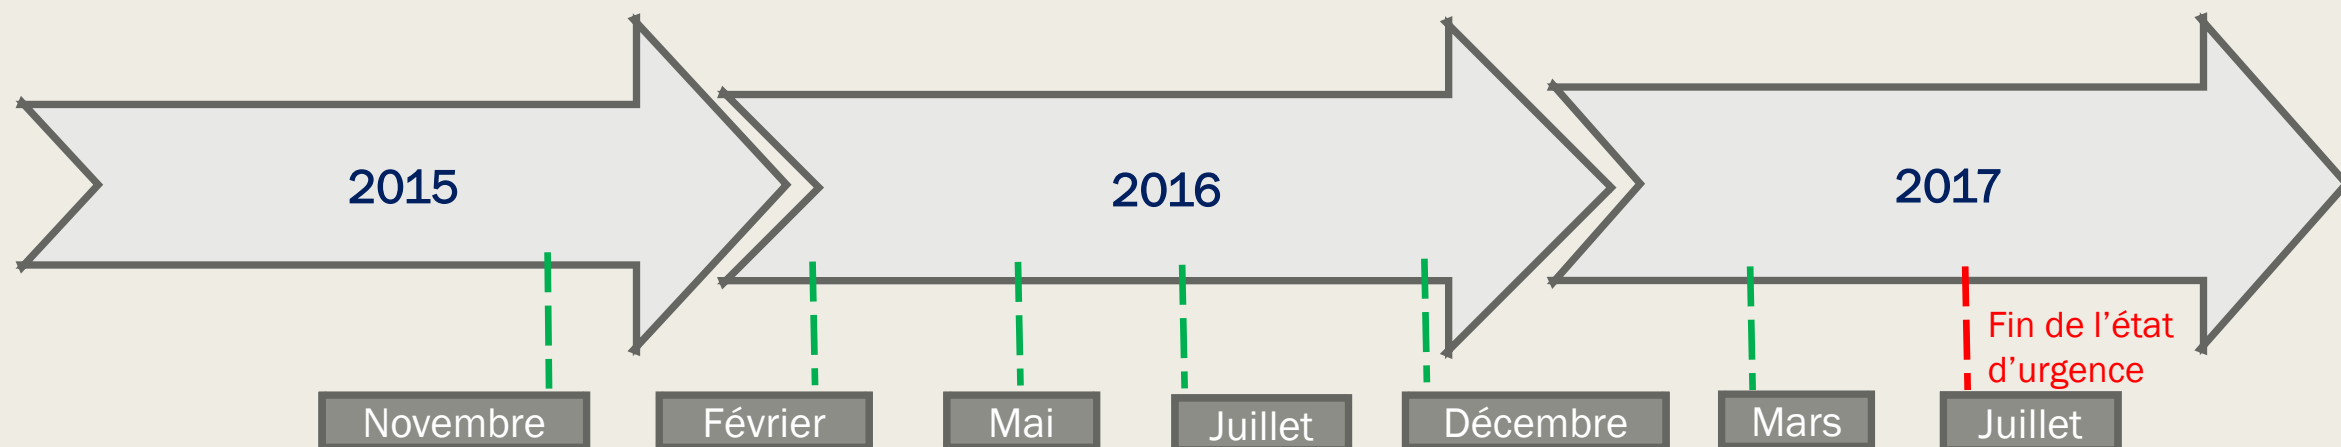 2015
2016
2017
Fin de l’état
d’urgence
Novembre
Février
Mai
Juillet
Décembre
Mars
Juillet